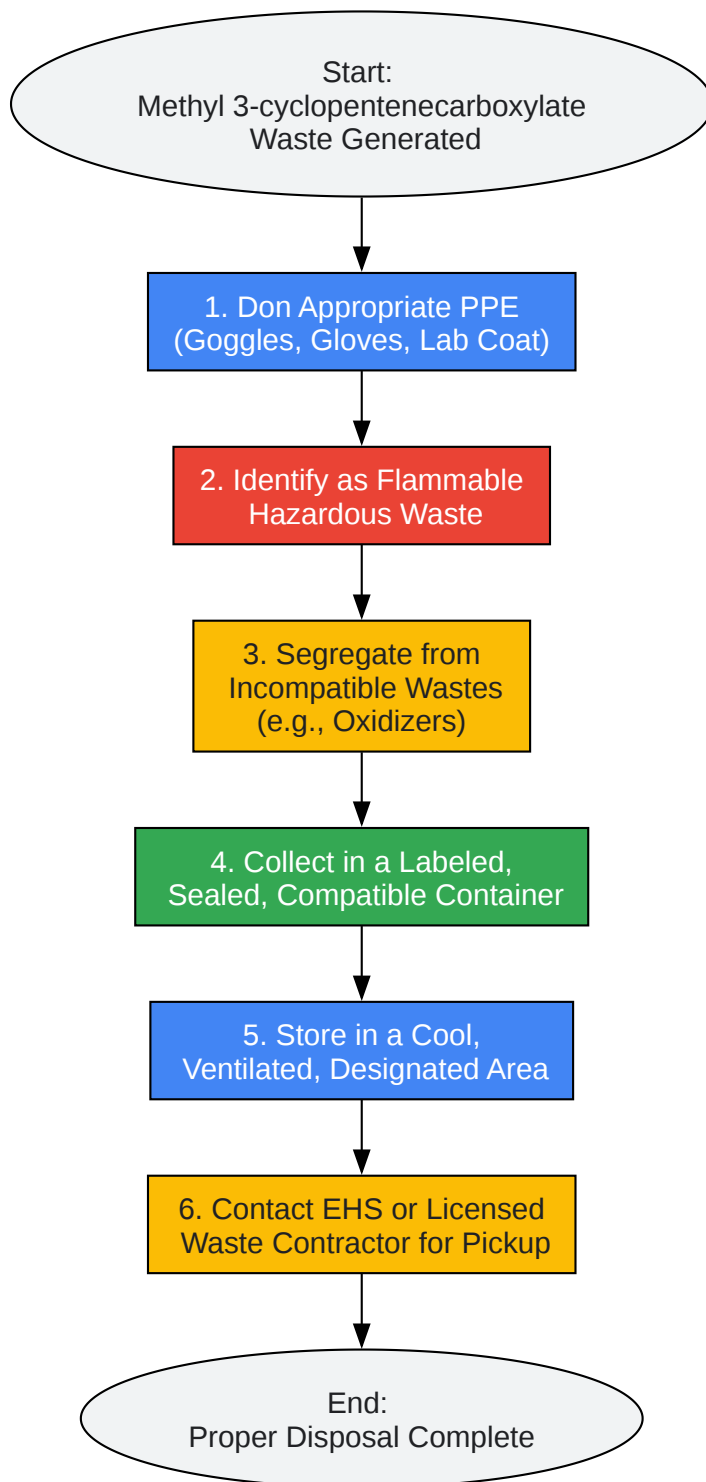 Start:
Methyl 3-cyclopentenecarboxylate
Waste Generated
1. Don Appropriate PPE
(Goggles, Gloves, Lab Coat)
2. Identify as Flammable
Hazardous Waste
3. Segregate from
Incompatible Wastes
(e.g., Oxidizers)
4. Collect in a Labeled,
Sealed, Compatible Container
5. Store in a Cool,
Ventilated, Designated Area
6. Contact EHS or Licensed
Waste Contractor for Pickup
End:
Proper Disposal Complete